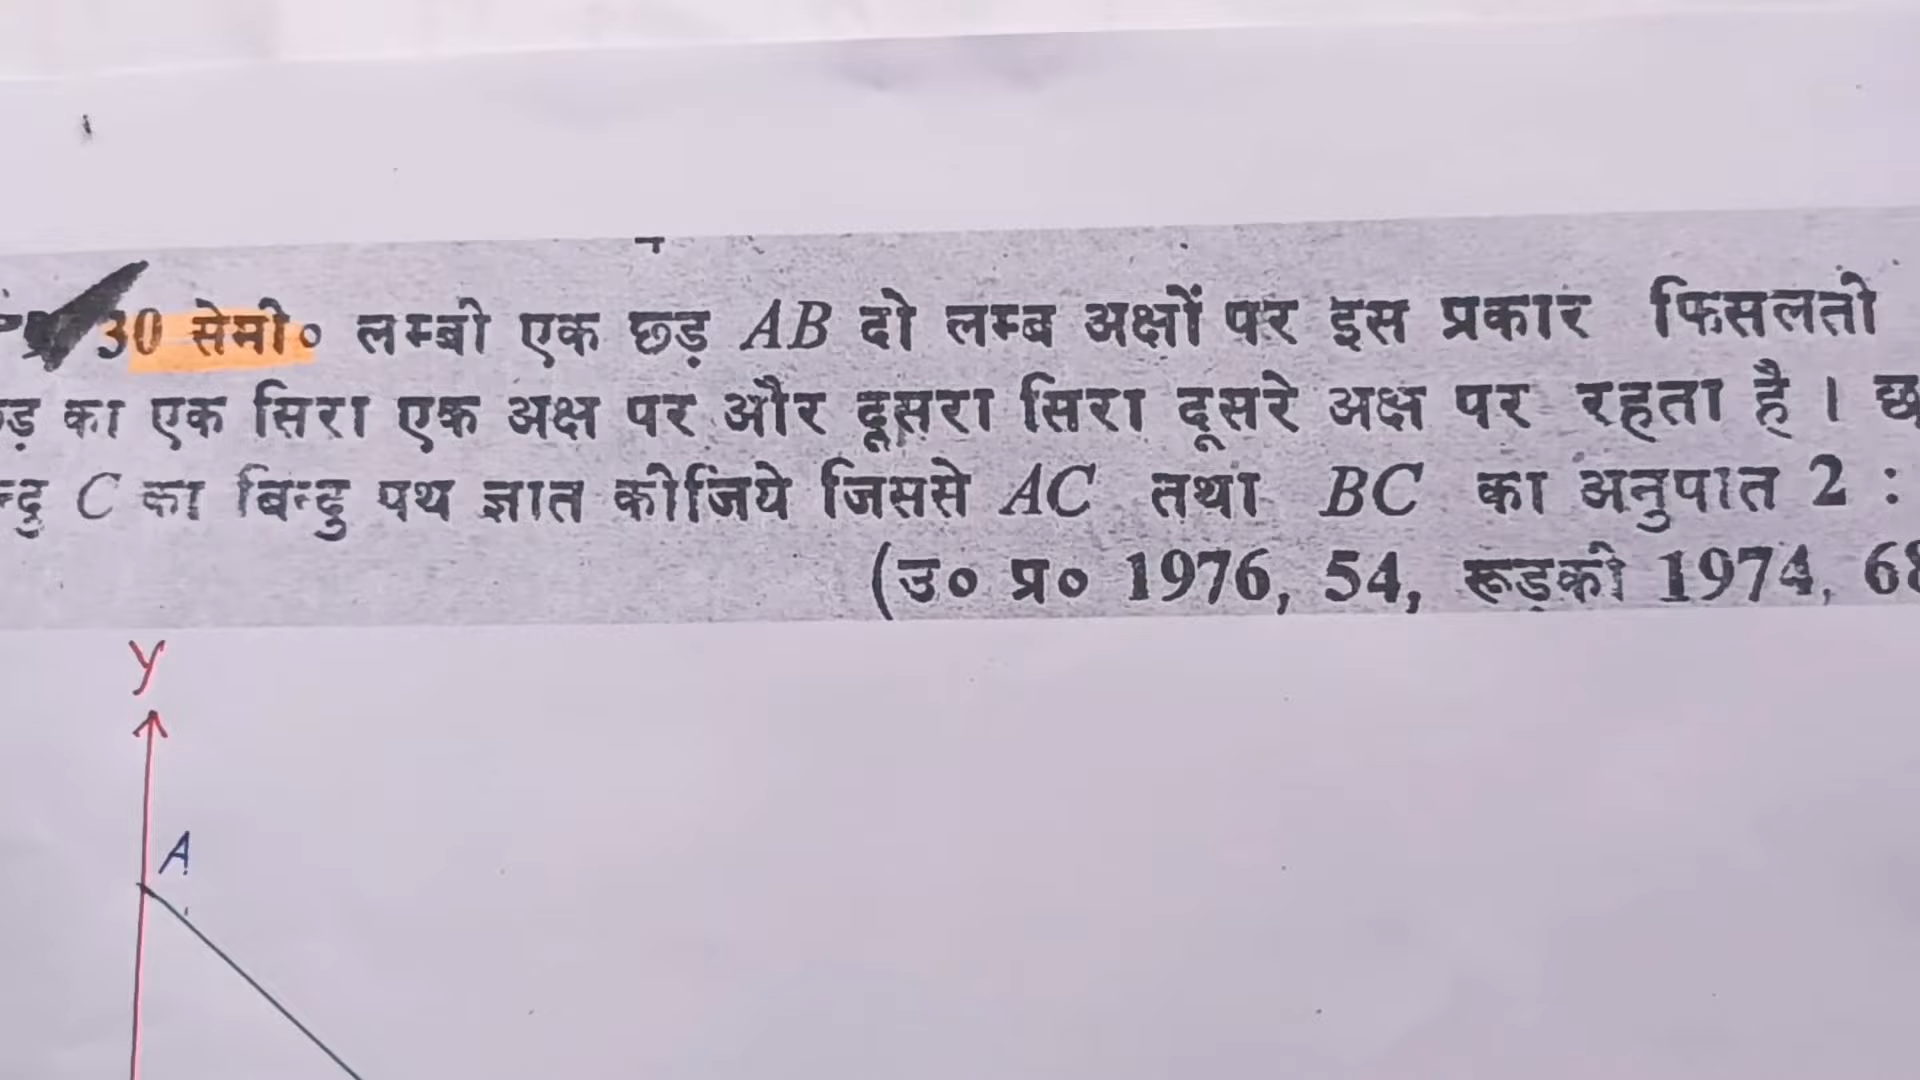 30 सेमी० लम्बी एक छड़ AB दो लम्ब अक्षों पर इस प्रकार फिसलती
का एक सिरा एक अक्ष पर और दूसरा सिरा दूसरे अक्ष पर रहता है ।
C का बिन्दु पथ ज्ञात कीजिये जिससे AC तथा BC का अनुपात 2 :
(उ० प्र० 1976, 54, रूड़की 1974, 68
y
A